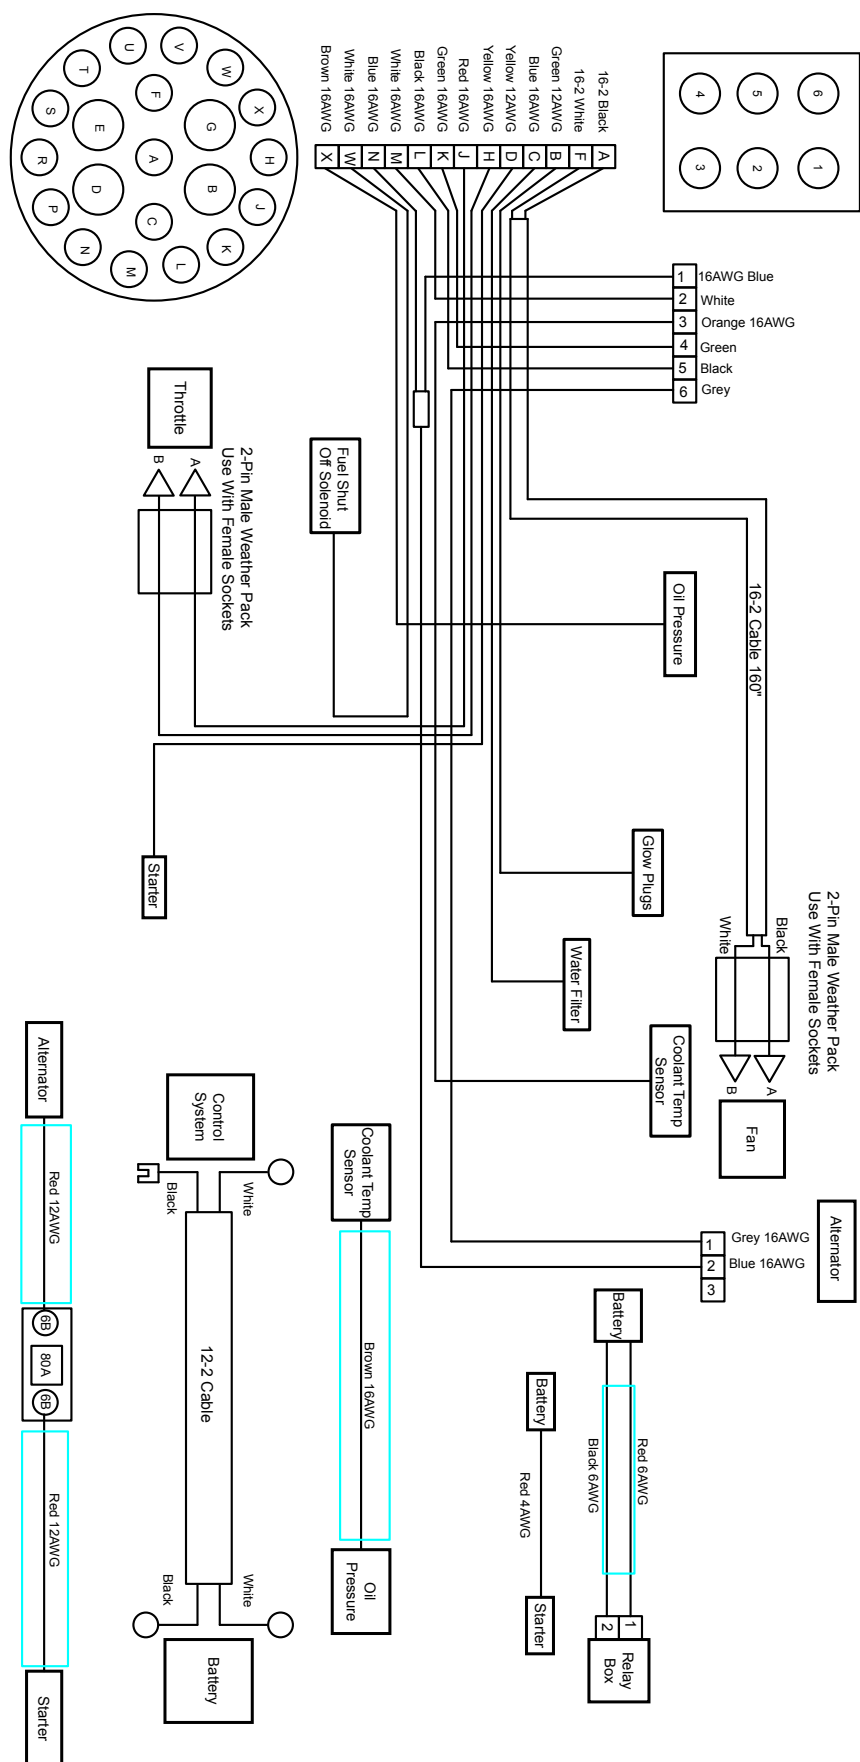 6
5
4
1
2
3
16-2 Black
A
16-2 White
F
Green 12AWG
B
Blue 16AWG
C
Yellow 12AWG
D
Yellow 16AWG
H
Red 16AWG
J
Green 16AWG
K
Black 16AWG
L
White 16AWG
M
Blue 16AWG
N
White 16AWG
W
Brown 16AWG
X
U
V
W
T
F
X
S
E
G
R
A
H
D
B
P
C
J
N
M
L
K
1
16AWG Blue
2
White
3
Orange 16AWG
4
Green
5
Black
6
Grey
Throttle
A
B
2-Pin Male Weather Pack
Use With Female Sockets
Fuel Shut
Off Solenoid
Oil Pressure
16-2 Cable 160"
Glow Plugs
Starter
Water Filter
Coolant Temp
Sensor
2-Pin Male Weather Pack
Use With Female Sockets
Black
White
A
B
Fan
Alternator
Grey 16AWG
1
Blue 16AWG
2
3
Battery
Red 6AWG
Black 6AWG
1
2
Relay
Box
Battery
Red 4AWG
Starter
Coolant Temp
Sensor
Brown 16AWG
Oil
Pressure
Control
System
White
Black
12-2 Cable
White
Black
Battery
Alternator
Red 12AWG
6B
80A
6B
Red 12AWG
Starter